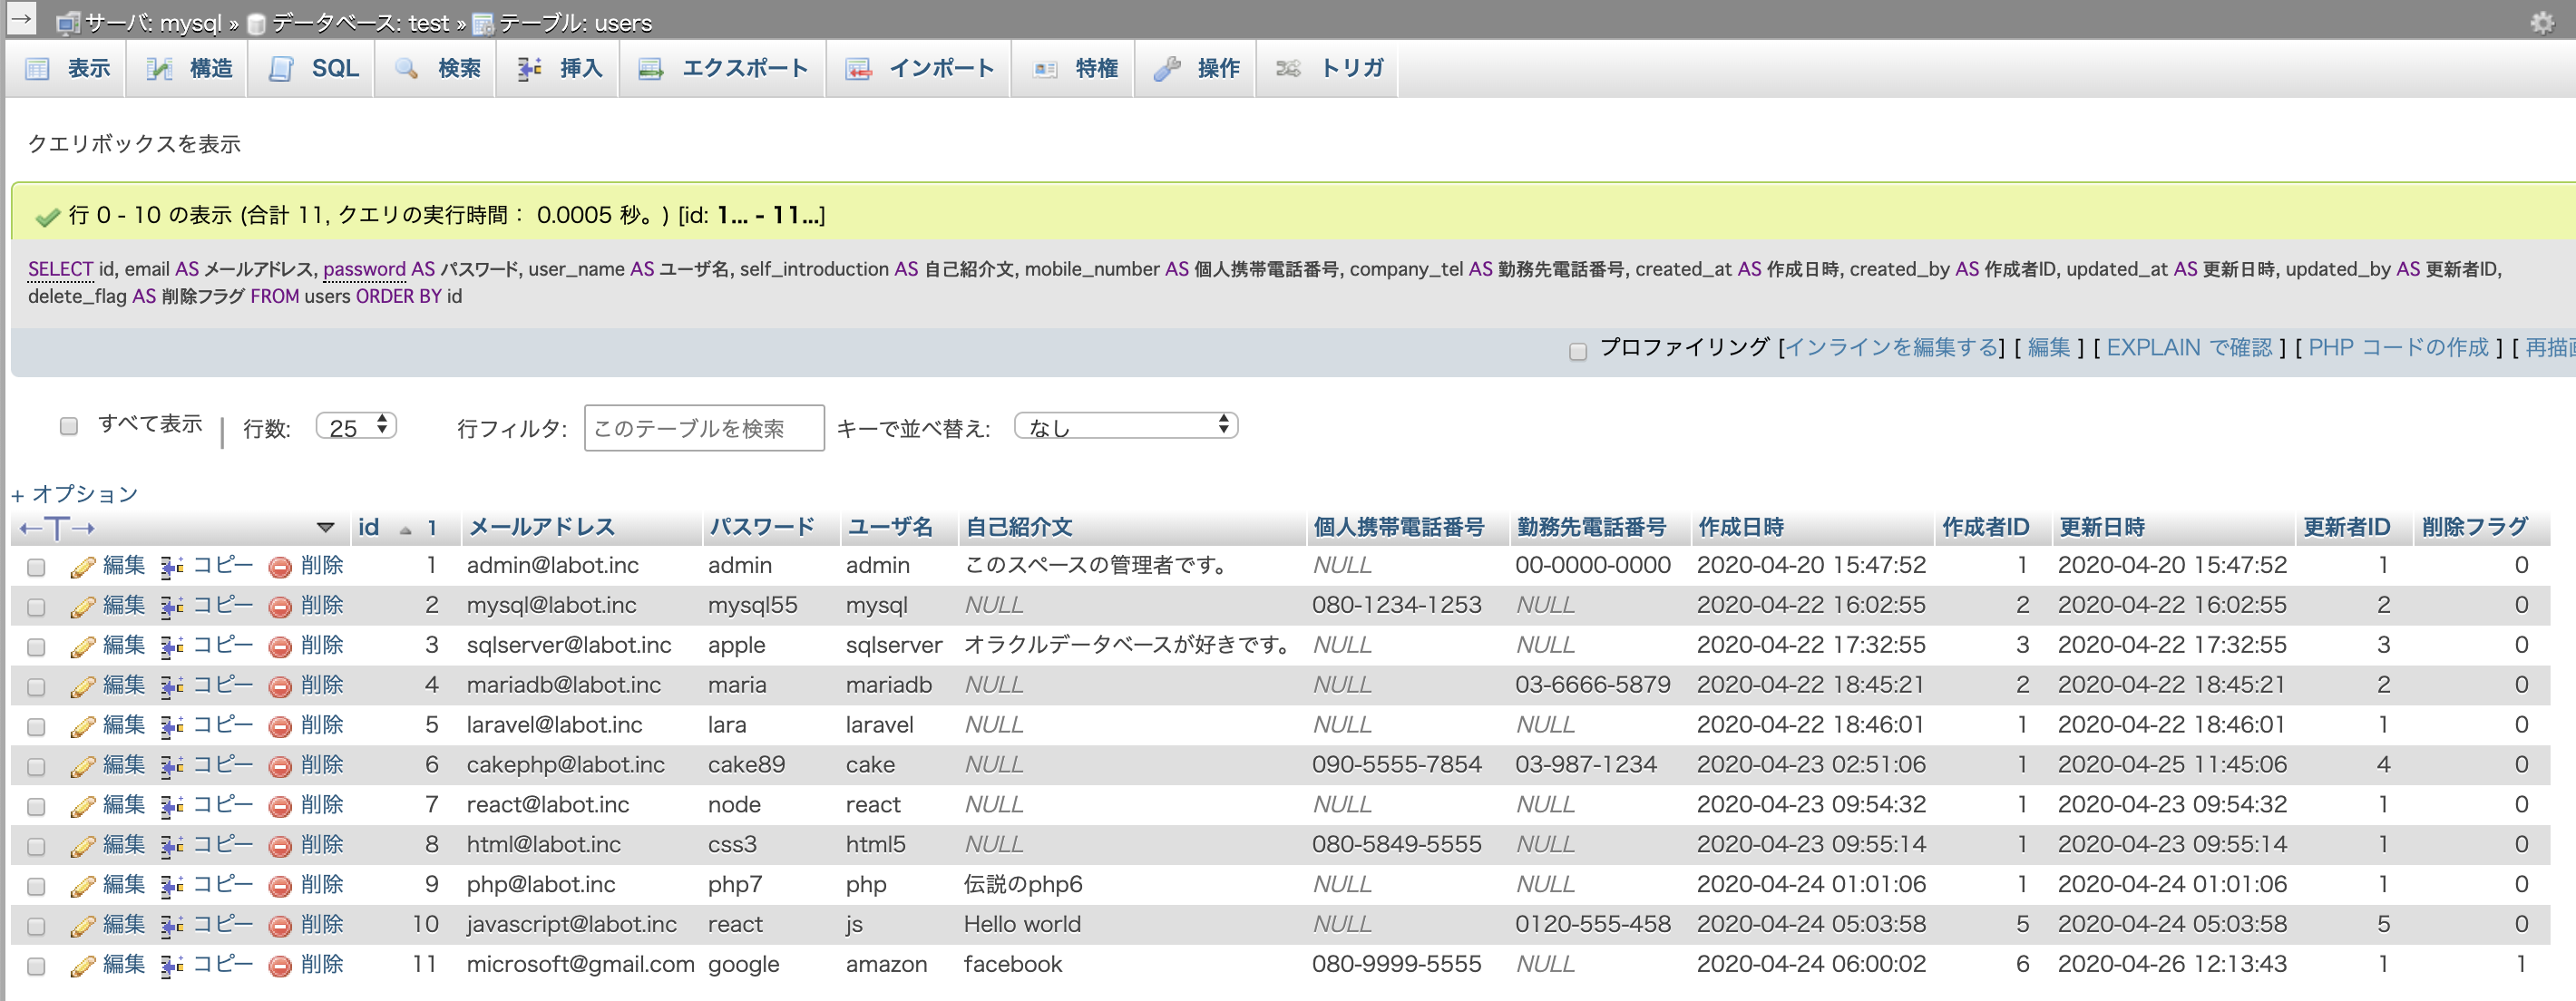 → サーバ: mysql » データベース: test » テーブル: users
表示 構造 SQL 検索 挿入 エクスポート インポート 特権 操作 トリガ
クエリボックスを表示
行 0 - 10 の表示 (合計 11, クエリの実行時間： 0.0005 秒。) [id: 1... - 11...]
SELECT id, email AS メールアドレス, password AS パスワード, user_name AS ユーザ名, self_introduction AS 自己紹介文, mobile_number AS 個人携帯電話番号, company_tel AS 勤務先電話番号, created_at AS 作成日時, created_by AS 作成者ID, updated_at AS 更新日時, updated_by AS 更新者ID,
delete_flag AS 削除フラグ FROM users ORDER BY id
プロファイリング [インラインを編集する] [ 編集 ] [ EXPLAIN で確認 ] [ PHP コードの作成 ] [ 再描
すべて表示 | 行数: 25 行フィルタ: このテーブルを検索 キーで並べ替え: なし
+ オプション
←T→ id 1 メールアドレス パスワード ユーザ名 自己紹介文 個人携帯電話番号 勤務先電話番号 作成日時 作成者ID 更新日時 更新者ID 削除フラグ
編集 コピー 削除 1 admin@labot.inc admin admin このスペースの管理者です。 NULL 00-0000-0000 2020-04-20 15:47:52 1 2020-04-20 15:47:52 1 0
編集 コピー 削除 2 mysql@labot.inc mysql55 mysql NULL 080-1234-1253 NULL 2020-04-22 16:02:55 2 2020-04-22 16:02:55 2 0
編集 コピー 削除 3 sqlserver@labot.inc apple sqlserver オラクルデータベースが好きです。 NULL NULL 2020-04-22 17:32:55 3 2020-04-22 17:32:55 3 0
編集 コピー 削除 4 mariadb@labot.inc maria mariadb NULL NULL 03-6666-5879 2020-04-22 18:45:21 2 2020-04-22 18:45:21 2 0
編集 コピー 削除 5 laravel@labot.inc lara laravel NULL NULL NULL 2020-04-22 18:46:01 1 2020-04-22 18:46:01 1 0
編集 コピー 削除 6 cakephp@labot.inc cake89 cake NULL 090-5555-7854 03-987-1234 2020-04-23 02:51:06 1 2020-04-25 11:45:06 4 0
編集 コピー 削除 7 react@labot.inc node react NULL NULL NULL 2020-04-23 09:54:32 1 2020-04-23 09:54:32 1 0
編集 コピー 削除 8 html@labot.inc css3 html5 NULL 080-5849-5555 NULL 2020-04-23 09:55:14 1 2020-04-23 09:55:14 1 0
編集 コピー 削除 9 php@labot.inc php7 php 伝説のphp6 NULL NULL 2020-04-24 01:01:06 1 2020-04-24 01:01:06 1 0
編集 コピー 削除 10 javascript@labot.inc react js Hello world NULL 0120-555-458 2020-04-24 05:03:58 5 2020-04-24 05:03:58 5 0
編集 コピー 削除 11 microsoft@gmail.com google amazon facebook 080-9999-5555 NULL 2020-04-24 06:00:02 6 2020-04-26 12:13:43 1 1